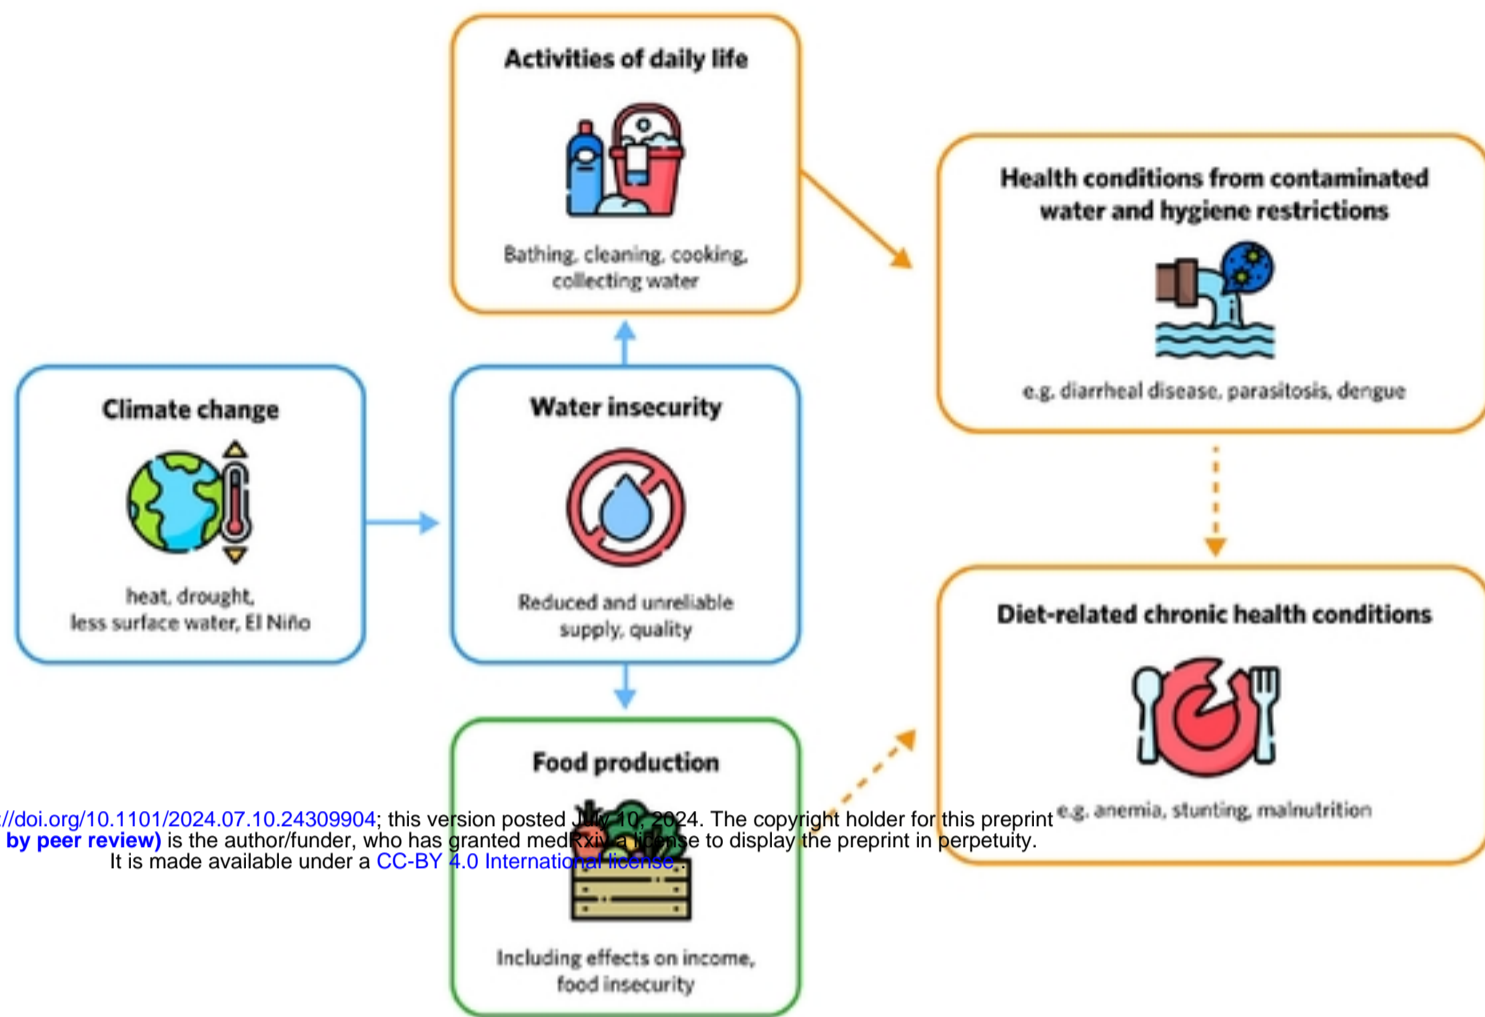 Activities of daily life
Bathing, cleaning, cooking,
collecting water
Health conditions from contaminated
water and hygiene restrictions
e.g. diarrheal disease, parasitosis, dengue
Climate change
heat, drought,
less surface water, El Niño
Water insecurity
Reduced and unreliable
supply, quality
Diet-related chronic health conditions
e.g. anemia, stunting, malnutrition
Food production
Including effects on income,
food insecurity
://doi.org/10.1101/2024.07.10.24309904; this version posted July 10, 2024. The copyright holder for this preprint
by peer review) is the author/funder, who has granted medRxiv a license to display the preprint in perpetuity.
It is made available under a CC-BY 4.0 International license .